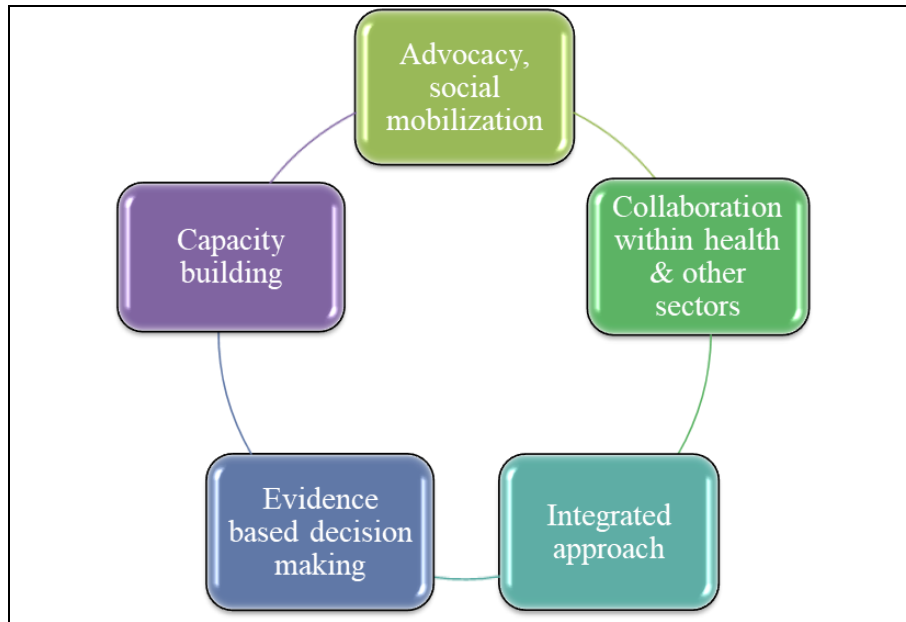 Advocacy,
social
mobilization
Collaboration
within health
& other
sectors
Integrated
approach
Evidence
based decision
making
Capacity
building